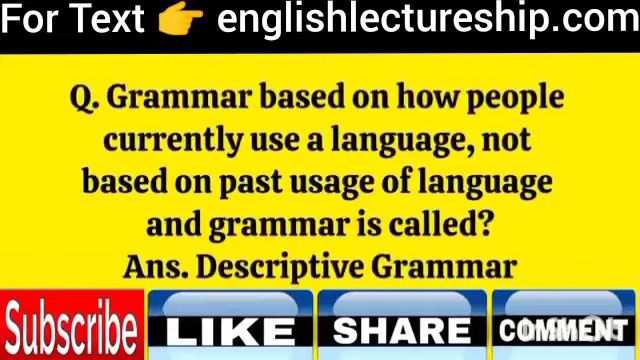 For Text 👉 englishlectureship.com
Q. Grammar based on how people
currently use a language, not
based on past usage of language
and grammar is called?
Ans. Descriptive Grammar
Subscribe LIKE SHARE COMMENT